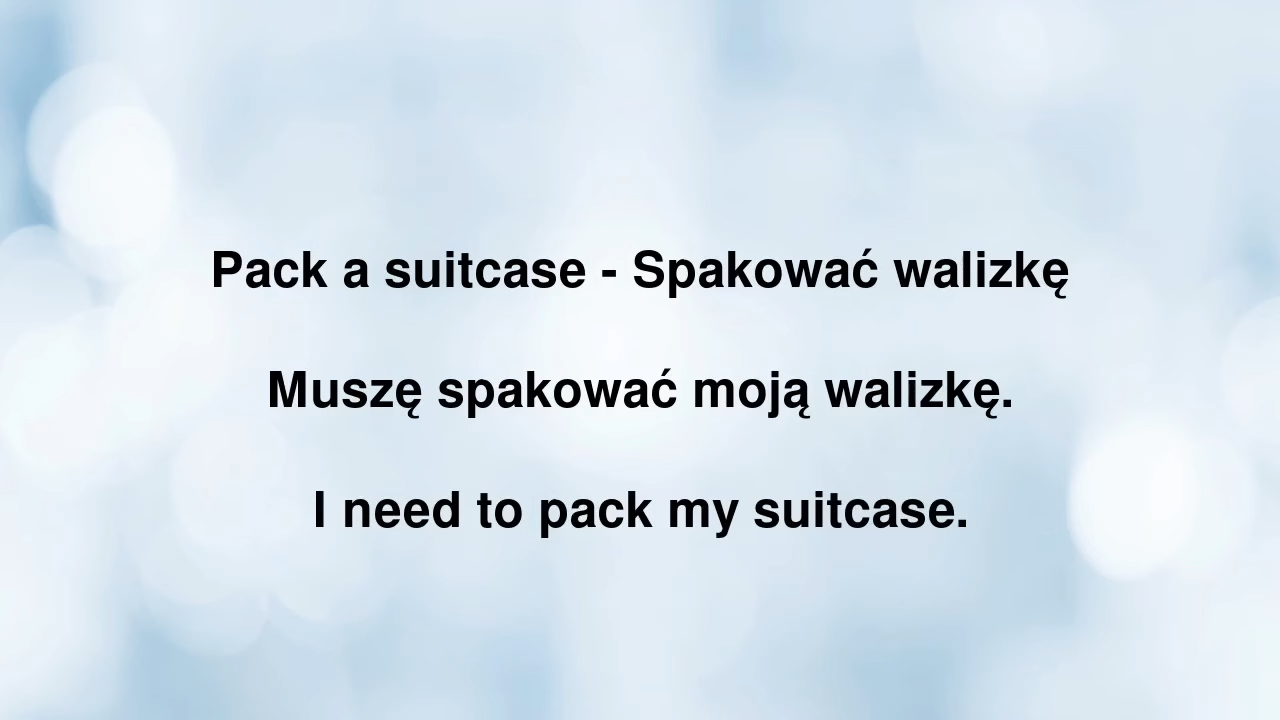 Pack a suitcase - Spakować walizkę
Muszę spakować moją walizkę.
I need to pack my suitcase.